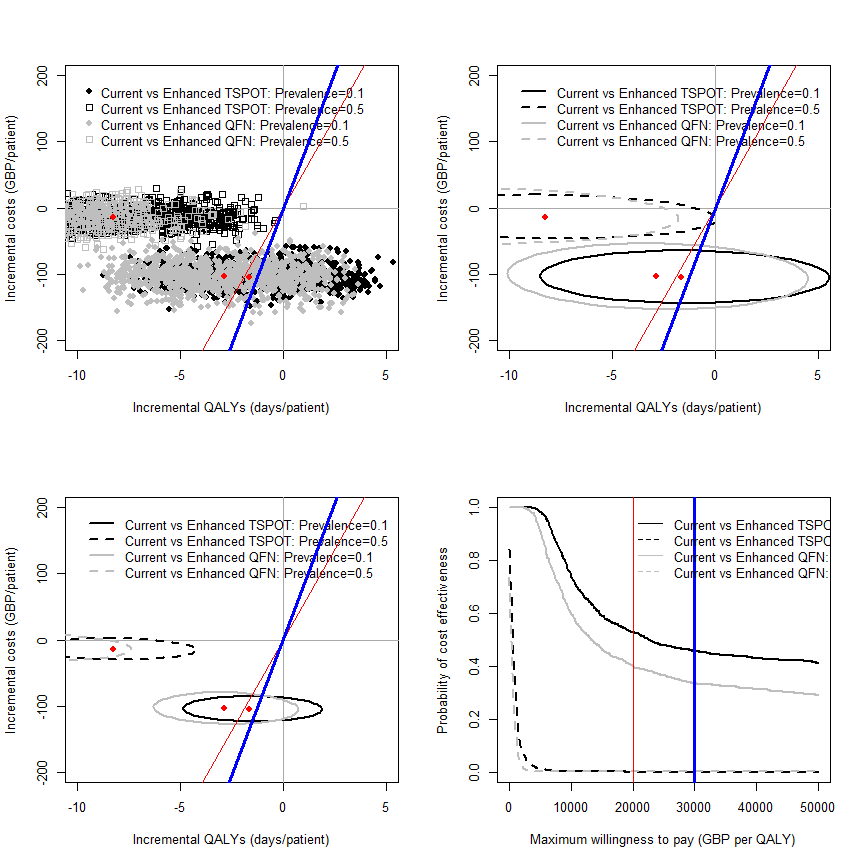 200
100
0
-100
-200
Incremental costs (GBP/patient)
Current vs Enhanced TSPOT: Prevalence=0.1
Current vs Enhanced TSPOT: Prevalence=0.5
Current vs Enhanced QFN: Prevalence=0.1
Current vs Enhanced QFN: Prevalence=0.5
-10
-5
0
5
Incremental QALYs (days/patient)
200
100
0
-100
-200
Incremental costs (GBP/patient)
Current vs Enhanced TSPOT: Prevalence=0.1
Current vs Enhanced TSPOT: Prevalence=0.5
Current vs Enhanced QFN: Prevalence=0.1
Current vs Enhanced QFN: Prevalence=0.5
-10
-5
0
5
Incremental QALYs (days/patient)
200
100
0
-100
-200
Incremental costs (GBP/patient)
Current vs Enhanced TSPOT: Prevalence=0.1
Current vs Enhanced TSPOT: Prevalence=0.5
Current vs Enhanced QFN: Prevalence=0.1
Current vs Enhanced QFN: Prevalence=0.5
-10
-5
0
5
Incremental QALYs (days/patient)
1.0
0.8
0.6
0.4
0.2
0.0
Probability of cost effectiveness
Current vs Enhanced TSPO
Current vs Enhanced TSPO
Current vs Enhanced QFN:
Current vs Enhanced QFN:
0
10000
20000
30000
40000
50000
Maximum willingness to pay (GBP per QALY)